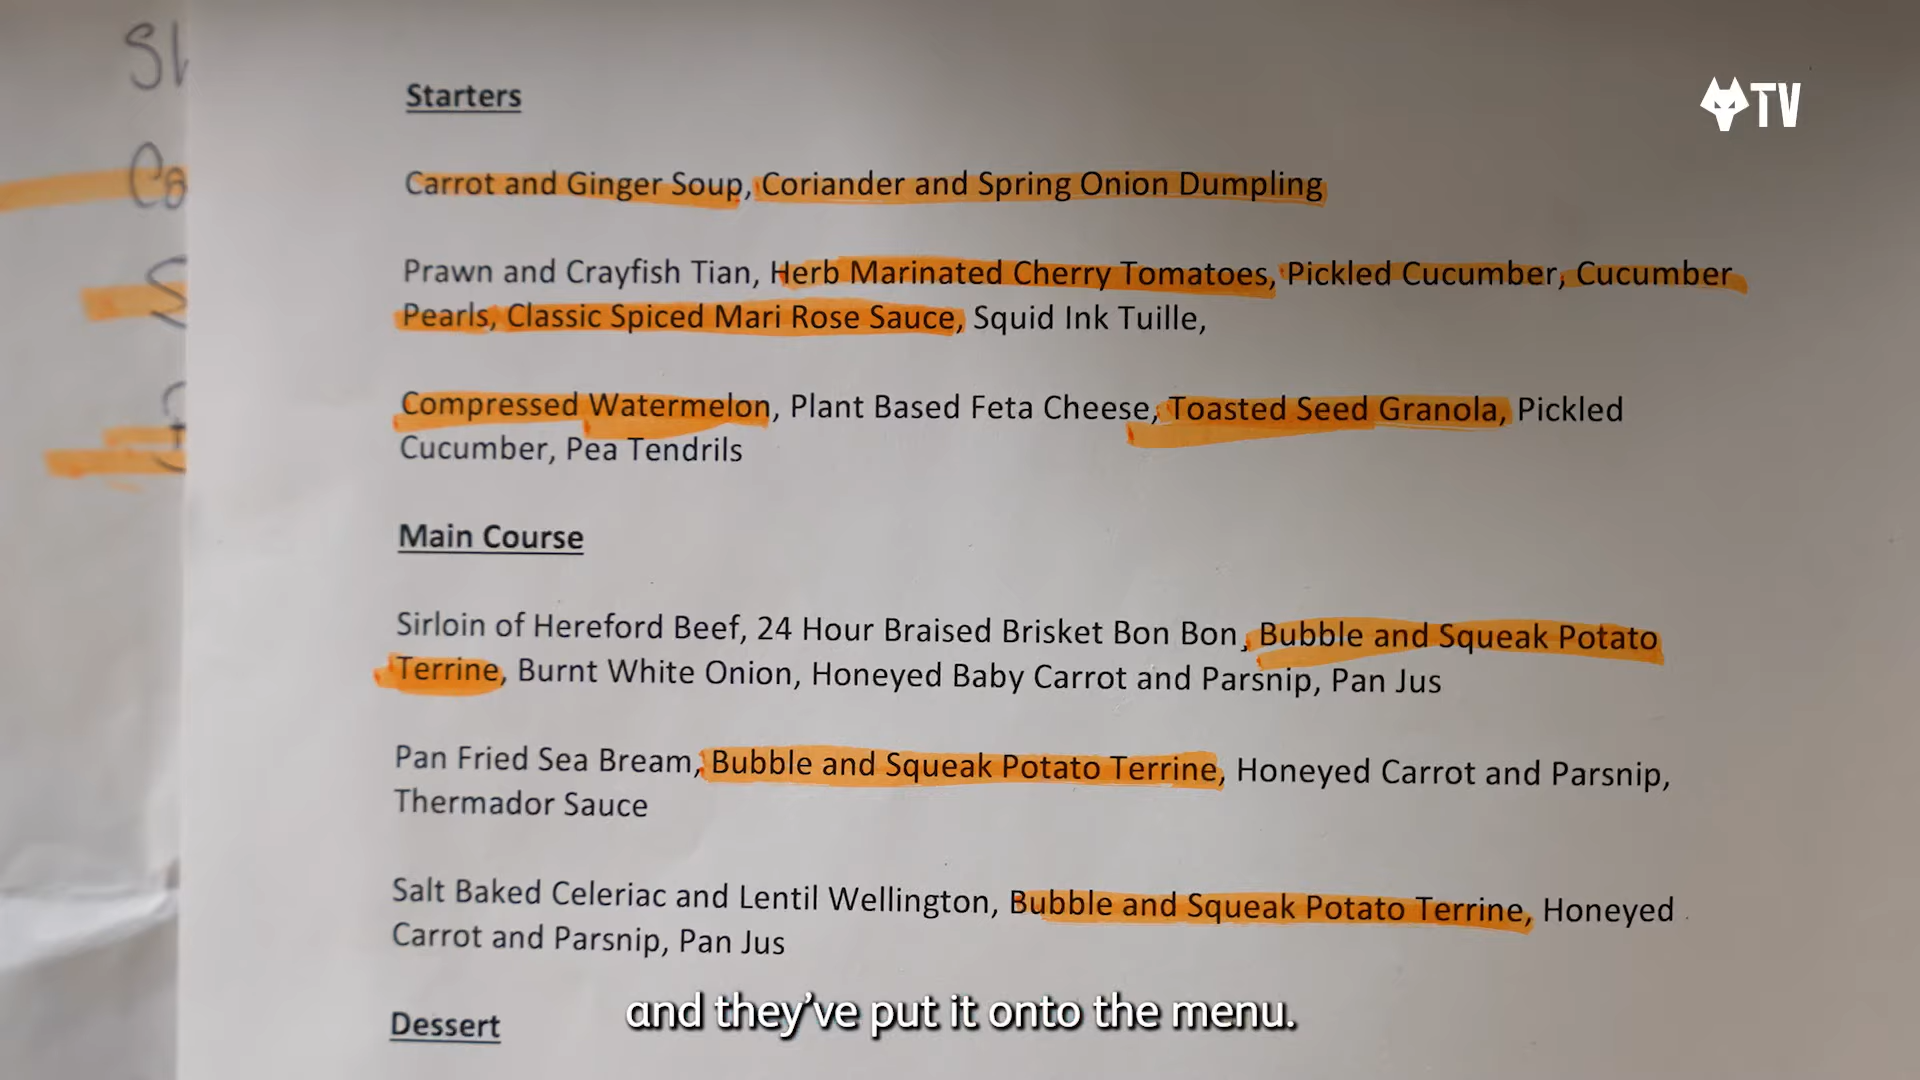 TV
Starters
Carrot and Ginger Soup, Coriander and Spring Onion Dumpling
Prawn and Crayfish Tian, Herb Marinated Cherry Tomatoes, Pickled Cucumber, Cucumber
Pearls, Classic Spiced Mari Rose Sauce, Squid Ink Tuille,
Compressed Watermelon, Plant Based Feta Cheese, Toasted Seed Granola, Pickled
Cucumber, Pea Tendrils
Main Course
Sirloin of Hereford Beef, 24 Hour Braised Brisket Bon Bon, Bubble and Squeak Potato
Terrine, Burnt White Onion, Honeyed Baby Carrot and Parsnip, Pan Jus
Pan Fried Sea Bream, Bubble and Squeak Potato Terrine, Honeyed Carrot and Parsnip,
Thermador Sauce
Salt Baked Celeriac and Lentil Wellington, Bubble and Squeak Potato Terrine, Honeyed
Carrot and Parsnip, Pan Jus
Dessert
and they've put it onto the menu.